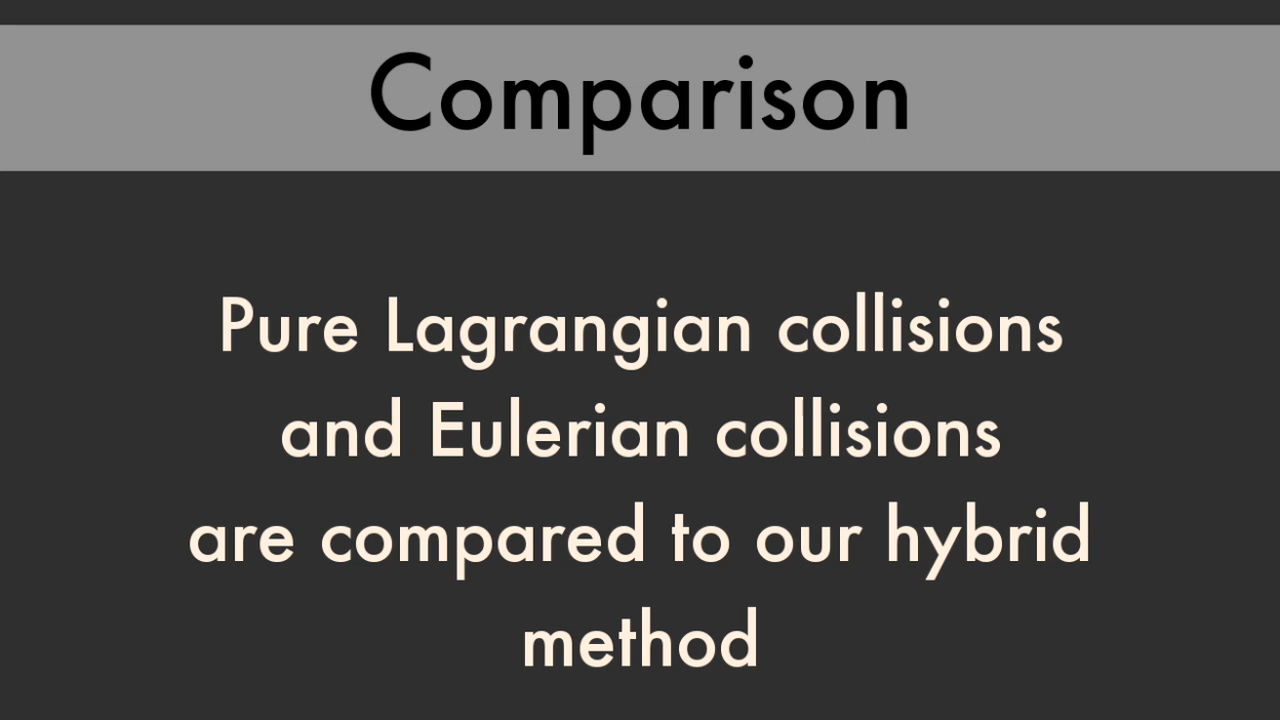 Comparison
Pure Lagrangian collisions
and Eulerian collisions
are compared to our hybrid
method